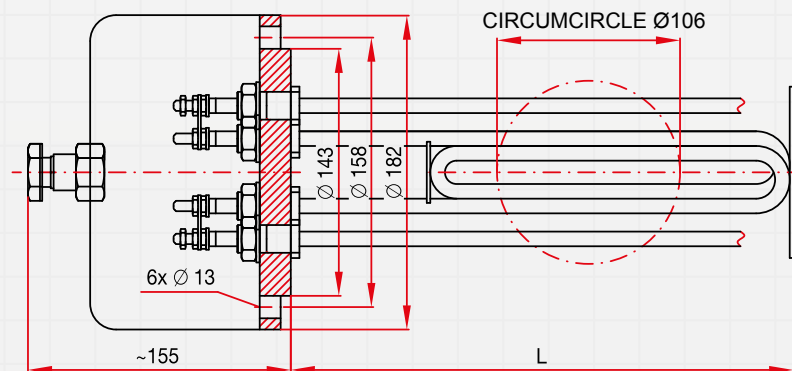 CIRCUMCIRCLE Ø106
Ø 143
Ø 158
Ø 182
6x Ø 13
~155
L